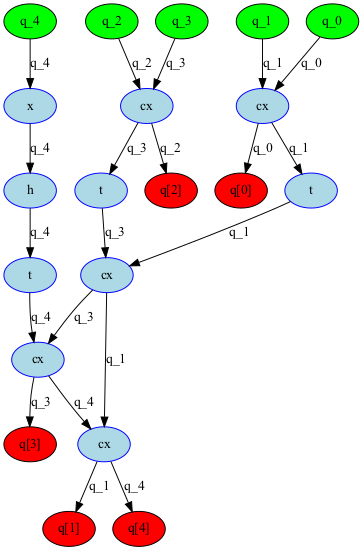 q_4 q_2 q_3 q_1 q_0
q_4 q_2 q_3 q_1 q_0
x cx cx
q_4 q_3 q_2 q_0 q_1
h t q[2] q[0] t
q_4 q_3 q_1
t cx
q_4 q_3 q_1
cx
q_3 q_4
q[3] cx
q_1 q_4
q[1] q[4]